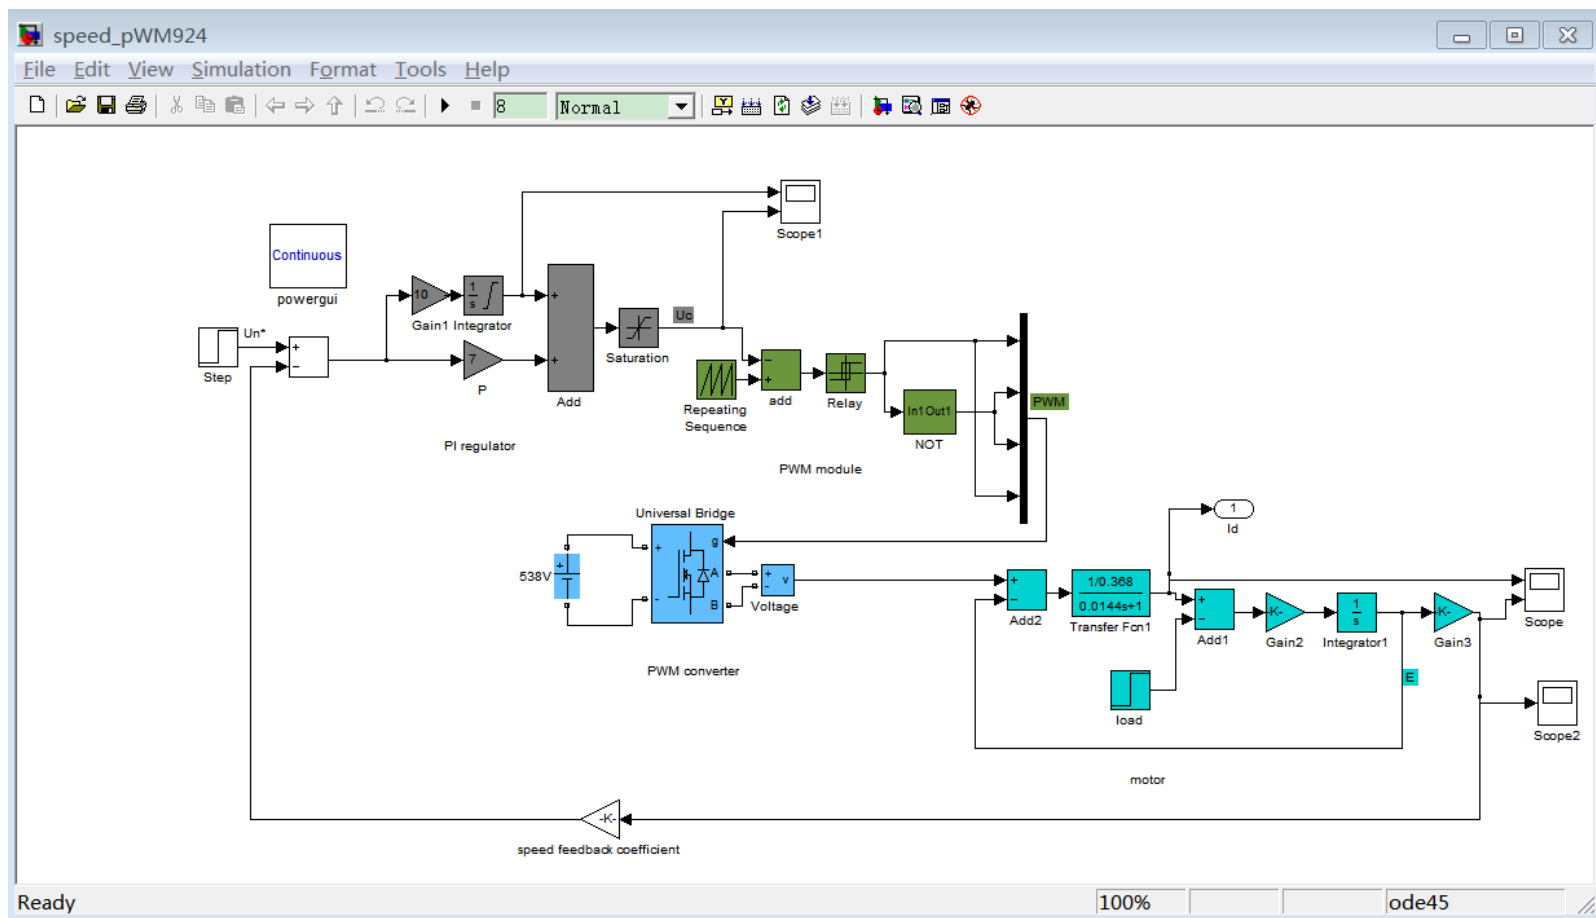 speed_pWM924
File Edit View Simulation Format Tools Help
8 Normal
Scope1
Continuous
powergui
10
1
s
Gain1 Integrator
Un*
Step
7
P
Add
Saturation
Uc
PI regulator
Repeating
Sequence
add
Relay
In1Out1
NOT
PWM
PWM module
Universal Bridge
538V
g
A
B
v
Voltage
PWM converter
1
Id
Add2
1/0.368
0.0144s+1
Transfer Fcn1
Add1
-K-
Gain2
1
s
Integrator1
-K-
Gain3
Scope
E
load
Scope2
motor
-K-
speed feedback coefficient
Ready 100% ode45